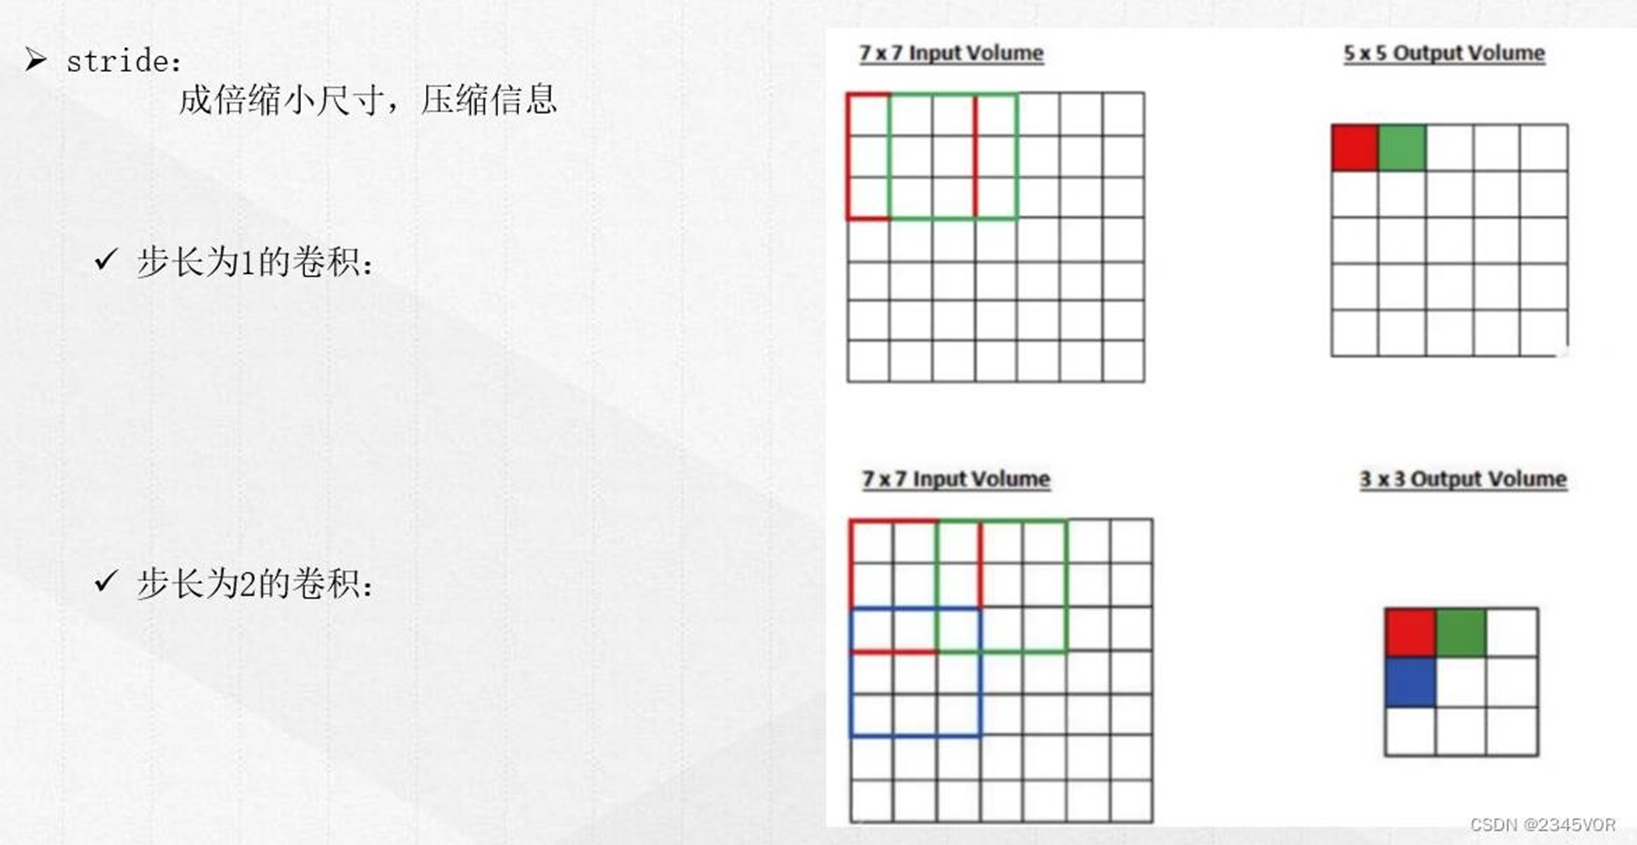 ➢ stride:
成倍缩小尺寸，压缩信息
✓ 步长为1的卷积：
✓ 步长为2的卷积：
7 x 7 Input Volume
5 x 5 Output Volume
7 x 7 Input Volume
3 x 3 Output Volume
CSDN @2345VOR